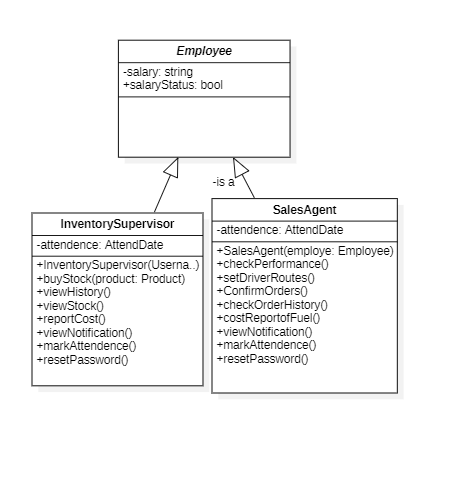 Employee
-salary: string
+salaryStatus: bool
-is a
InventorySupervisor
-attendence: AttendDate
+InventorySupervisor(Userna..)
+buyStock(product: Product)
+viewHistory()
+viewStock()
+reportCost()
+viewNotification()
+markAttendence()
+resetPassword()
SalesAgent
-attendence: AttendDate
+SalesAgent(employe: Employee)
+checkPerformance()
+setDriverRoutes()
+ConfirmOrders()
+checkOrderHistory()
+costReportofFuel()
+viewNotification()
+markAttendence()
+resetPassword()